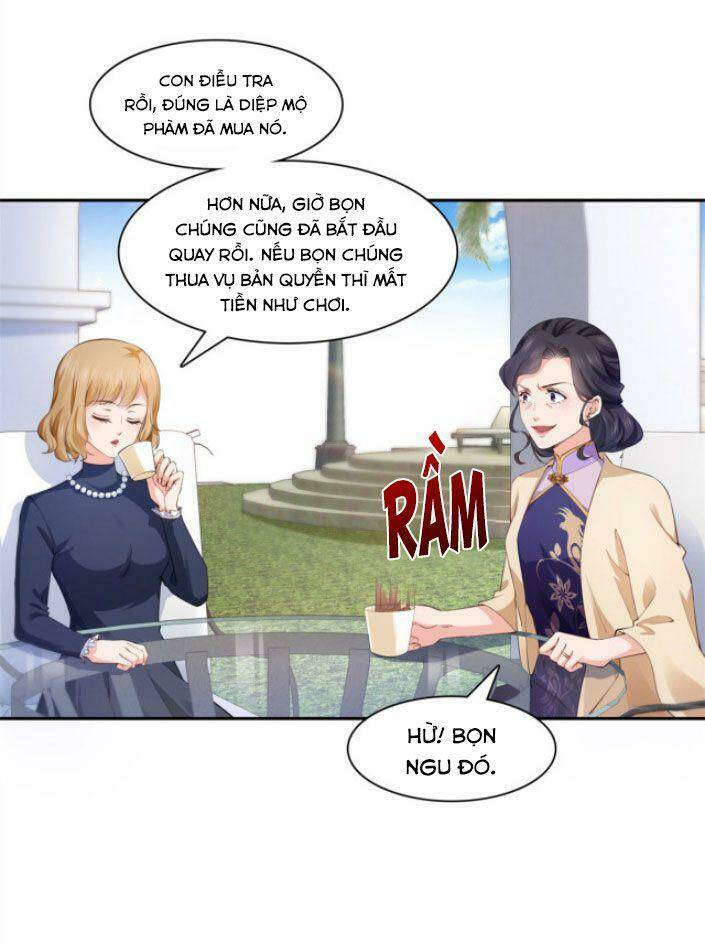 CON ĐIỀU TRA
RỒI, ĐÚNG LÀ DIỆP MỘ
PHÀM ĐÃ MUA NÓ.
HƠN NỮA, GIỜ BỌN
CHÚNG CŨNG ĐÃ BẮT ĐẦU
QUAY RỒI. NẾU BỌN CHÚNG
THUA VỤ BẢN QUYỀN THÌ MẤT
TIỀN NHƯ CHƠI.
RẦM
HỪ! BỌN
NGU ĐÓ.